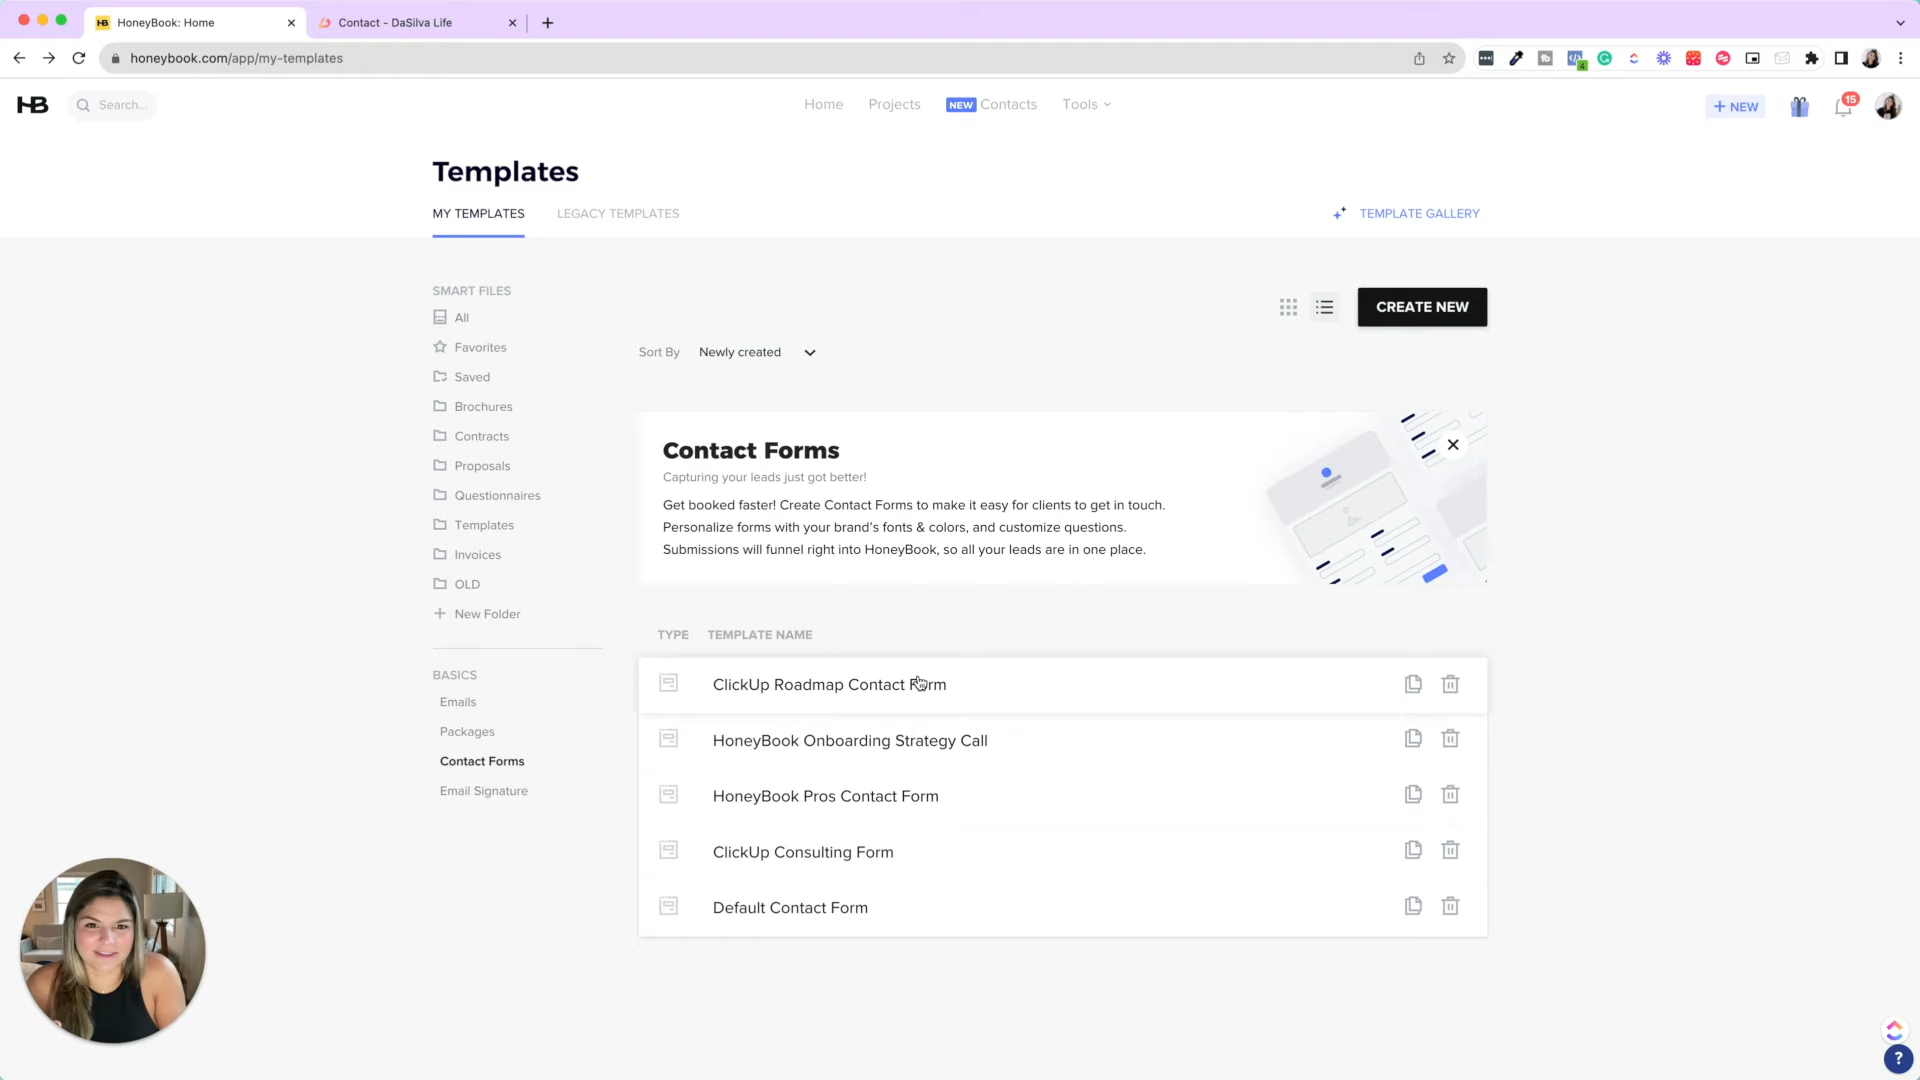 HB HoneyBook: Home
Contact - DaSilva Life
honeybook.com/app/my-templates
4
HB
Search...
Home
Projects
NEW Contacts
Tools
+ NEW
15
Templates
MY TEMPLATES
LEGACY TEMPLATES
TEMPLATE GALLERY
SMART FILES
All
Favorites
Saved
Brochures
Contracts
Proposals
Questionnaires
Templates
Invoices
OLD
New Folder
BASICS
Emails
Packages
Contact Forms
Email Signature
CREATE NEW
Sort By Newly created
Contact Forms
Capturing your leads just got better!
Get booked faster! Create Contact Forms to make it easy for clients to get in touch.
Personalize forms with your brand's fonts & colors, and customize questions.
Submissions will funnel right into HoneyBook, so all your leads are in one place.
TYPE TEMPLATE NAME
ClickUp Roadmap Contact Form
HoneyBook Onboarding Strategy Call
HoneyBook Pros Contact Form
ClickUp Consulting Form
Default Contact Form
?